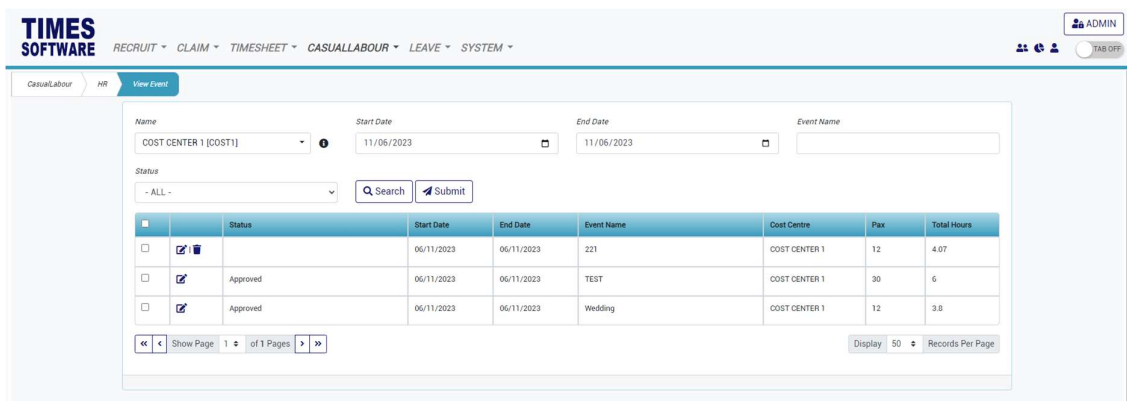 TIMES
SOFTWARE
ADMIN
RECRUIT CLAIM TIMESHEET CASUALLABOUR LEAVE SYSTEM
TAB OFF
CasualLabour HR View Event
Name Start Date End Date Event Name
COST CENTER 1 [COST1] 11/06/2023 11/06/2023
Status
- ALL - Search Submit
Status Start Date End Date Event Name Cost Centre Pax Total Hours
| 06/11/2023 06/11/2023 221 COST CENTER 1 12 4.07
Approved 06/11/2023 06/11/2023 TEST COST CENTER 1 30 6
Approved 06/11/2023 06/11/2023 Wedding COST CENTER 1 12 3.8
« ‹ Show Page 1 of 1 Pages › » Display 50 Records Per Page